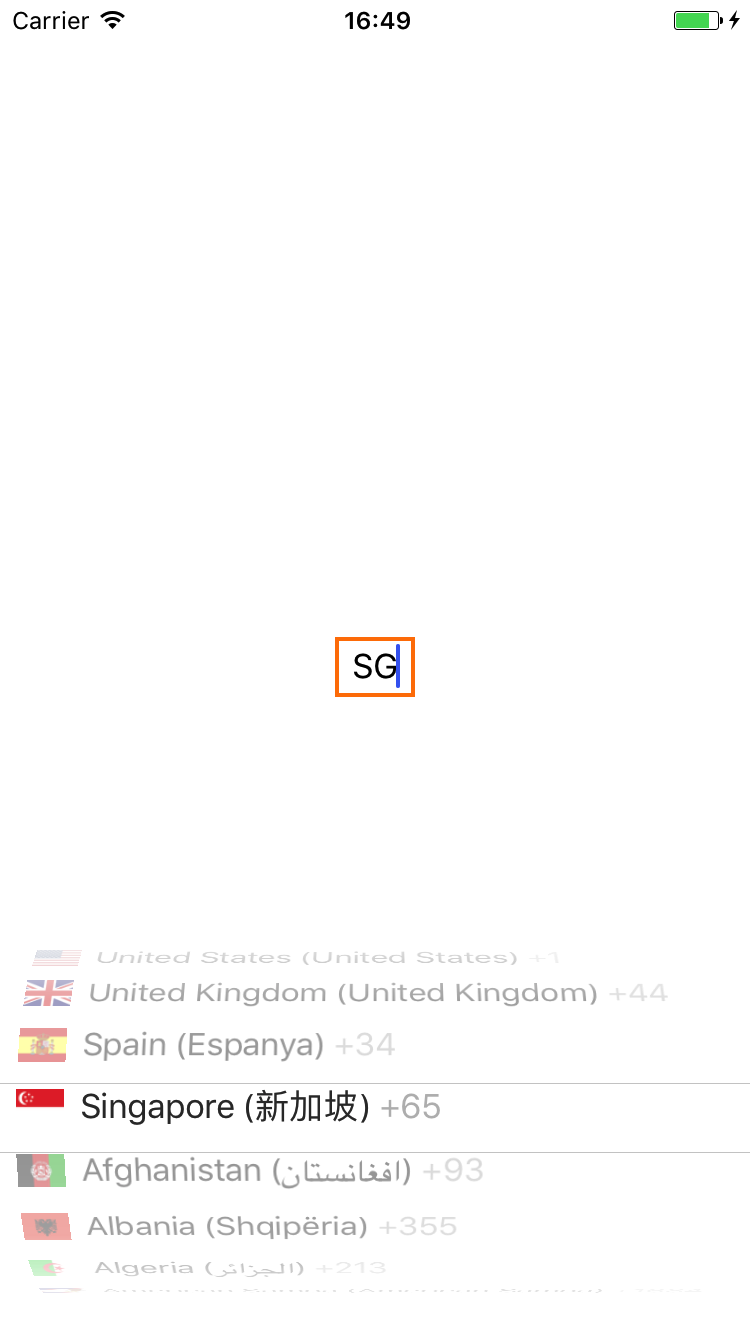 Carrier 16:49
SG
United States (United States) +1
United Kingdom (United Kingdom) +44
Spain (Espanya) +34
Singapore (新加坡) +65
Afghanistan (افغانستان) +93
Albania (Shqipëria) +355
Algeria (الجزائر) +213